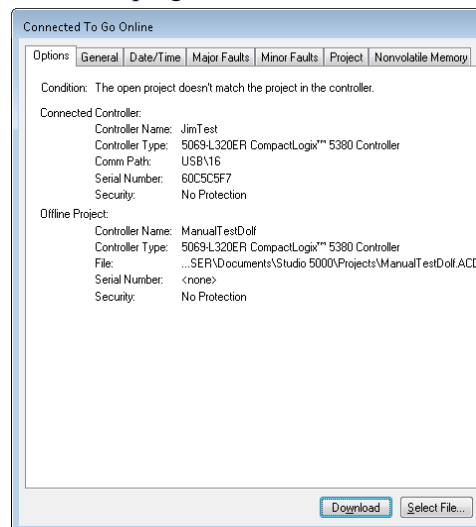 Connected To Go Online
Options General Date/Time Major Faults Minor Faults Project Nonvolatile Memory
Condition: The open project doesn't match the project in the controller.
Connected Controller:
Controller Name: JimTest
Controller Type: 5069-L320ER CompactLogix™ 5380 Controller
Comm Path: USB\16
Serial Number: 60C5C5F7
Security: No Protection
Offline Project:
Controller Name: ManualTestDolf
Controller Type: 5069-L320ER CompactLogix™ 5380 Controller
File: ...SER\Documents\Studio 5000\Projects\ManualTestDolf.ACD
Serial Number: <none>
Security: No Protection
Download Select File...